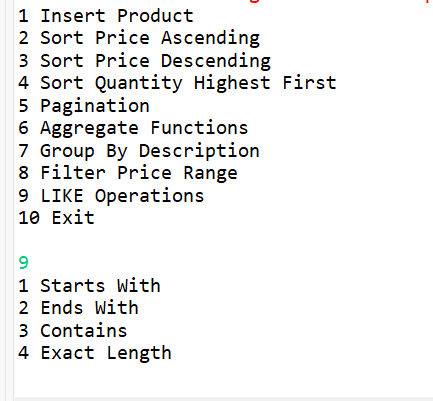 1 Insert Product
2 Sort Price Ascending
3 Sort Price Descending
4 Sort Quantity Highest First
5 Pagination
6 Aggregate Functions
7 Group By Description
8 Filter Price Range
9 LIKE Operations
10 Exit
9
1 Starts With
2 Ends With
3 Contains
4 Exact Length